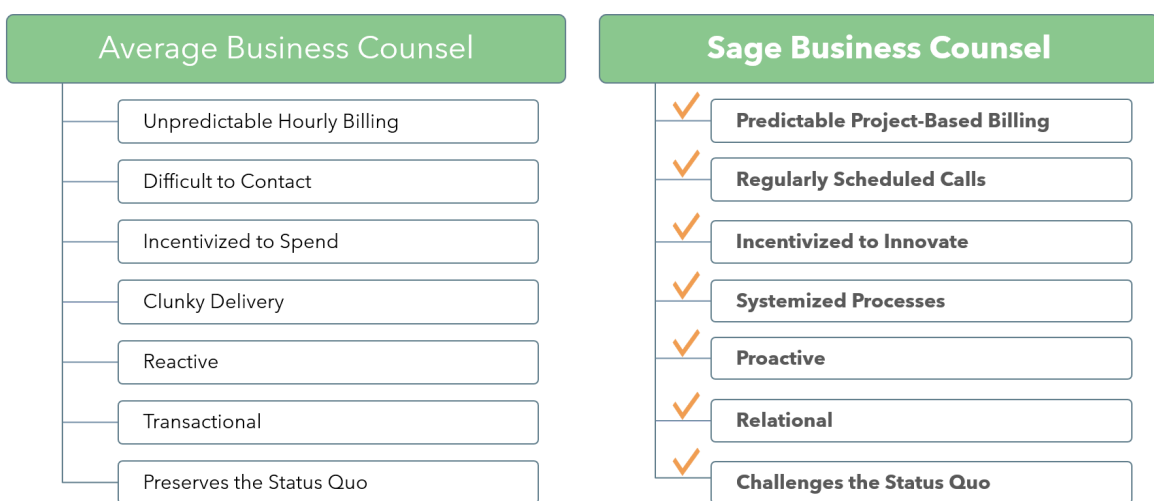 Average Business Counsel
Unpredictable Hourly Billing
Difficult to Contact
Incentivized to Spend
Clunky Delivery
Reactive
Transactional
Preserves the Status Quo
Sage Business Counsel
Predictable Project-Based Billing
Regularly Scheduled Calls
Incentivized to Innovate
Systemized Processes
Proactive
Relational
Challenges the Status Quo